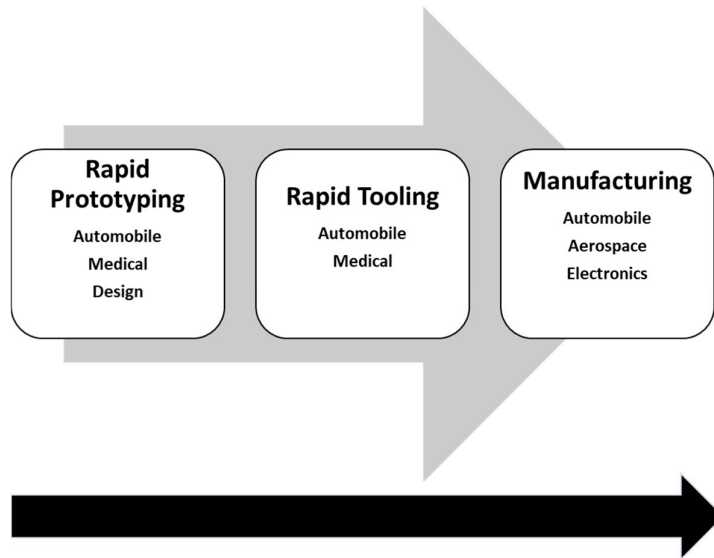 Rapid
Prototyping
Automobile
Medical
Design
Rapid Tooling
Automobile
Medical
Manufacturing
Automobile
Aerospace
Electronics